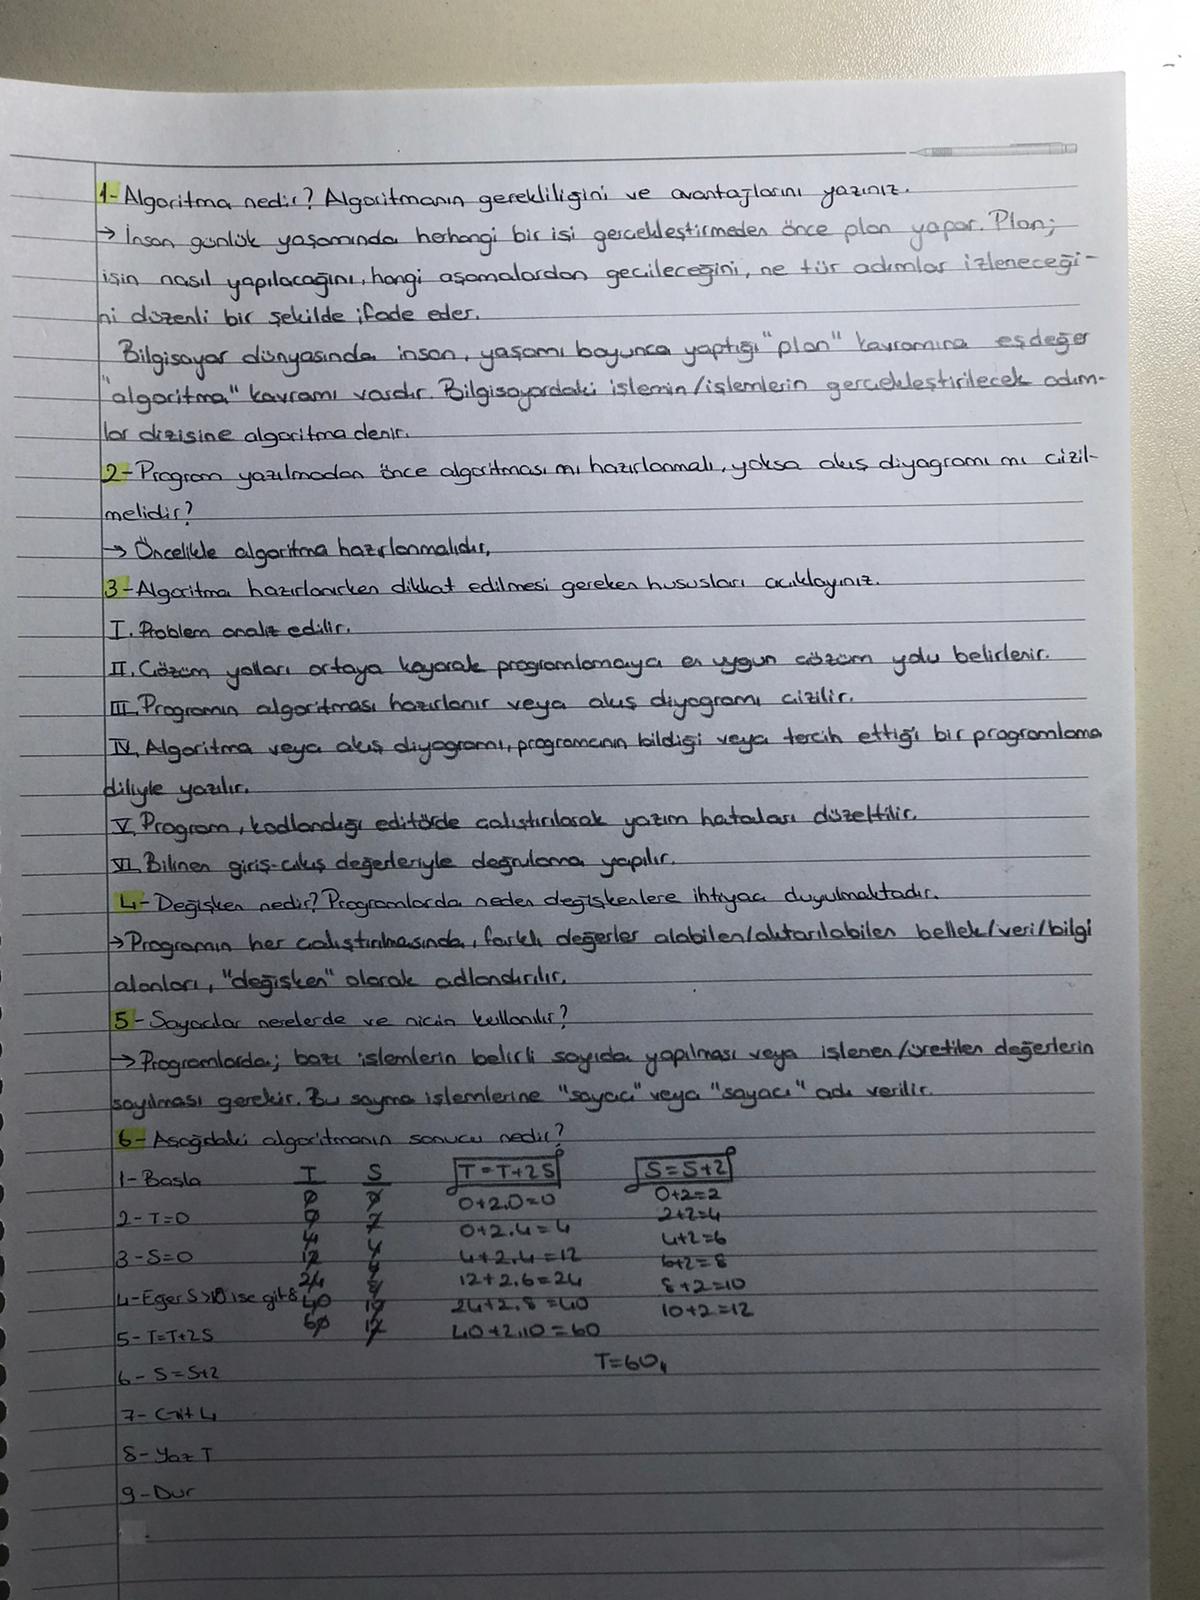 1- Algoritma nedir? Algoritmanın gerekliliğini ve avantajlarını yazınız.
→ İnsan günlük yaşamında herhangi bir işi gerçekleştirmeden önce plan yapar. Plan;
işin nasıl yapılacağını, hangi aşamalardan geçileceğini, ne tür adımlar izleneceği-
ni düzenli bir şekilde ifade eder.
Bilgisayar dünyasında insan, yaşamı boyunca yaptığı "plan" kavramına eşdeğer
"algoritma" kavramı vardır. Bilgisayardaki işlemin/işlemlerin gerçekleştirilecek adım-
lar dizisine algoritma denir.
2- Program yazılmadan önce algoritması mı hazırlanmalı, yoksa akış diyagramı mı çizil-
melidir?
→ Öncelikle algoritma hazırlanmalıdır.
3- Algoritma hazırlanırken dikkat edilmesi gereken hususları açıklayınız.
I. Problem analiz edilir.
II. Çözüm yolları ortaya koyarak programlamaya en uygun çözüm yolu belirlenir.
III. Programın algoritması hazırlanır veya akış diyagramı çizilir.
IV. Algoritma veya akış diyagramı, programcının bildiği veya tercih ettiği bir programlama
diliyle yazılır.
V. Program, kodlandığı editörde çalıştırılarak yazım hataları düzeltilir.
VI. Bilinen giriş-çıkış değerleriyle doğrulama yapılır.
4- Değişken nedir? Programlarda neden değişkenlere ihtiyaç duyulmaktadır.
→ Programın her çalıştırılmasında, farklı değerler alabilen/aktarılabilen bellek/veri/bilgi
alanları, "değişken" olarak adlandırılır.
5- Sayaçlar nerelerde ve niçin kullanılır?
→ Programlarda; bazı işlemlerin belirli sayıda yapılması veya işlenen/üretilen değerlerin
sayılması gerekir. Bu sayma işlemlerine "sayaç" veya "sayacı" adı verilir.
6- Aşağıdaki algoritmanın sonucu nedir?
1- Başla T S T=T+2S S=S+2
0 0 0+2.0=0 0+2=2
2- T=0 0 2 0+2.4=4 2+2=4
4 4 4+2.4=12 4+2=6
3- S=0 12 6 12+2.6=24 6+2=8
24 8 24+2.8=40 8+2=10
4- Eğer S>10 ise git 8 40 10 40+2.10=60 10+2=12
60 12
5- T=T+2S
T=60
6- S=S+2
7- Git 4
8- Yaz T
9- Dur